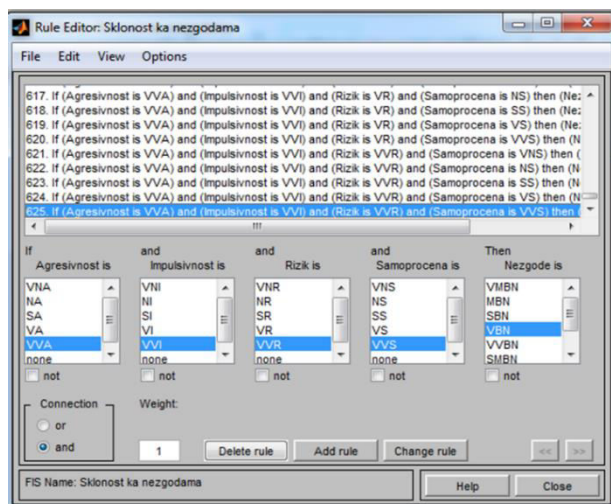 Rule Editor: Sklonost ka nezgodama
File Edit View Options
617. If (Agresivnost is VVA) and (Impulsivnost is VVI) and (Rizik is VR) and (Samoprocena is NS) then (Nez
618. If (Agresivnost is VVA) and (Impulsivnost is VVI) and (Rizik is VR) and (Samoprocena is SS) then (Nez
619. If (Agresivnost is VVA) and (Impulsivnost is VVI) and (Rizik is VR) and (Samoprocena is VS) then (Nez
620. If (Agresivnost is VVA) and (Impulsivnost is VVI) and (Rizik is VR) and (Samoprocena is VVS) then (N
621. If (Agresivnost is VVA) and (Impulsivnost is VVI) and (Rizik is VVR) and (Samoprocena is VNS) then (
622. If (Agresivnost is VVA) and (Impulsivnost is VVI) and (Rizik is VVR) and (Samoprocena is NS) then (N
623. If (Agresivnost is VVA) and (Impulsivnost is VVI) and (Rizik is VVR) and (Samoprocena is SS) then (N
624. If (Agresivnost is VVA) and (Impulsivnost is VVI) and (Rizik is VVR) and (Samoprocena is VS) then (N
625. If (Agresivnost is VVA) and (Impulsivnost is VVI) and (Rizik is VVR) and (Samoprocena is VVS) then (
If and and and Then
Agresivnost is Impulsivnost is Rizik is Samoprocena is Nezgode is
VNA VNI VNR VNS VMBN
NA NI NR NS MBN
SA SI SR SS SBN
VA VI VR VS VBN
VVA VVI VVR VVS VVBN
none none none none SMBN
not not not not not
Connection Weight:
or
and 1 Delete rule Add rule Change rule << >>
FIS Name: Sklonost ka nezgodama Help Close